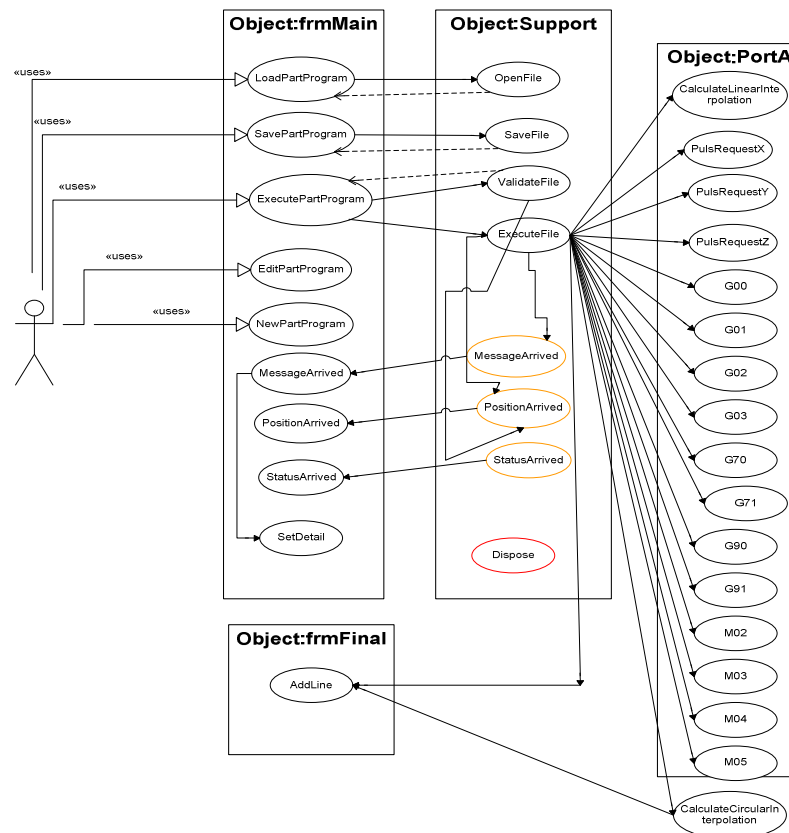 Object:frmMain
Object:Support
Object:PortA
«uses»
LoadPartProgram
OpenFile
CalculateLinearInte
rpolation
«uses»
SavePartProgram
SaveFile
PulsRequestX
«uses»
ExecutePartProgram
ValidateFile
PulsRequestY
ExecuteFile
PulsRequestZ
«uses»
EditPartProgram
G00
«uses»
NewPartProgram
G01
MessageArrived
MessageArrived
G02
PositionArrived
PositionArrived
G03
StatusArrived
StatusArrived
G70
G71
SetDetail
Dispose
G90
G91
Object:frmFinal
M02
AddLine
M03
M04
M05
CalculateCircularIn
terpolation